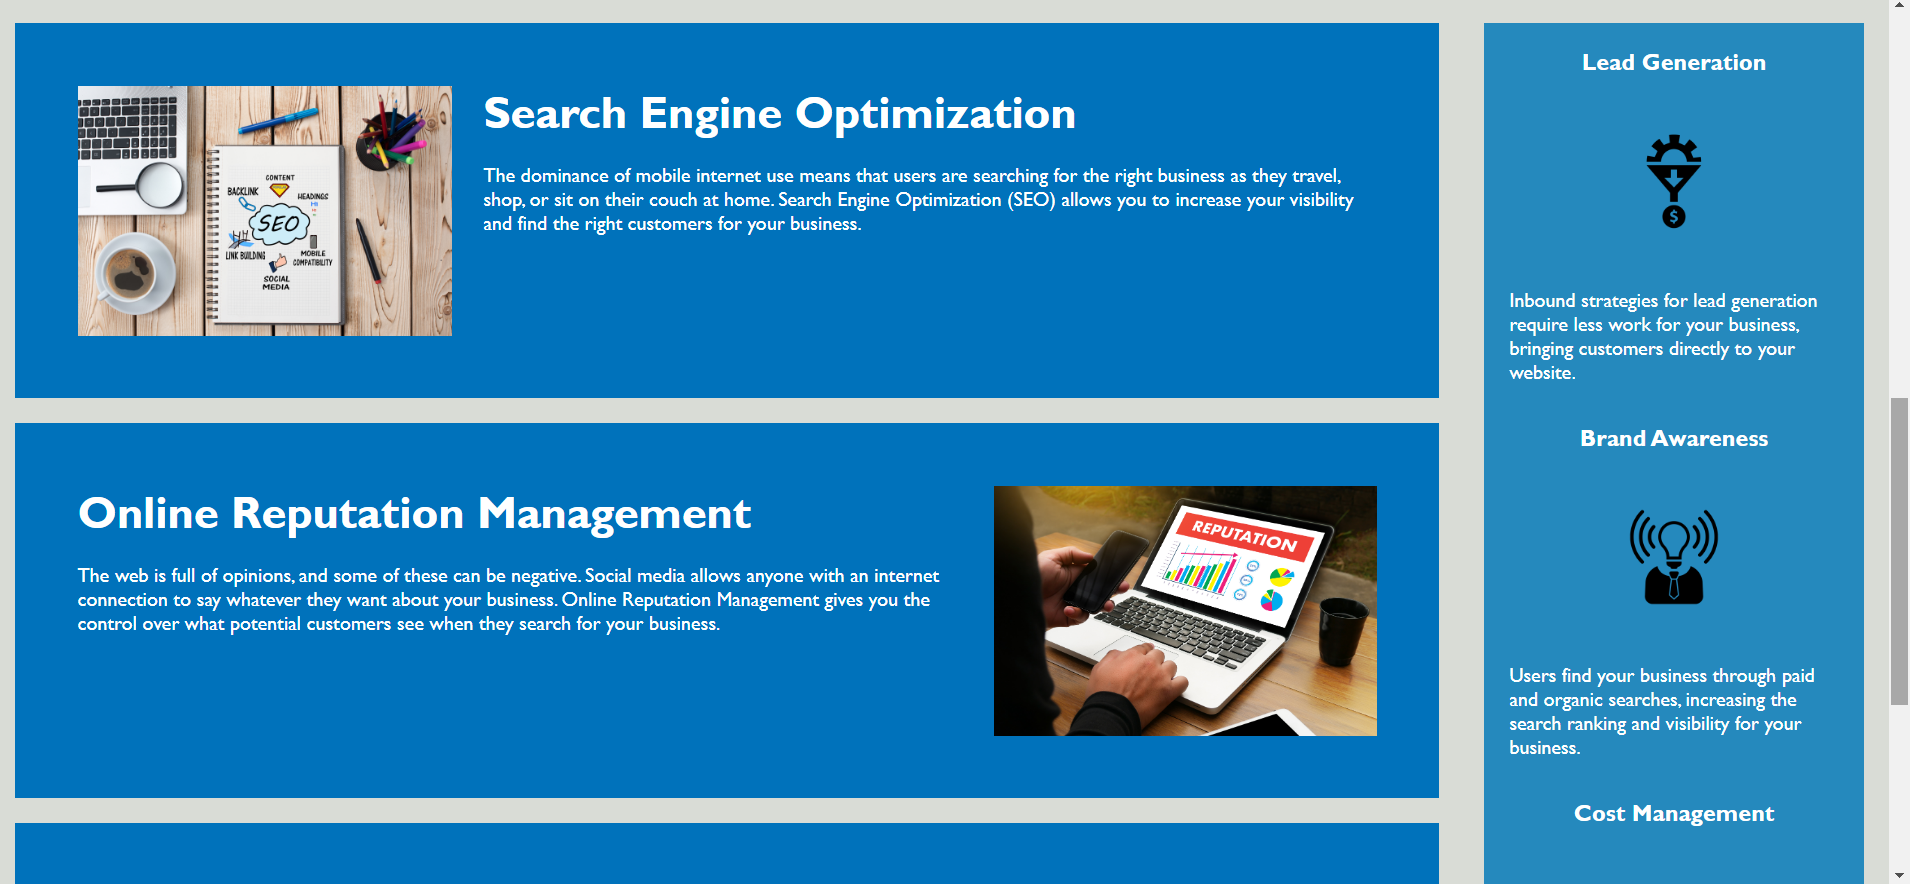 Search Engine Optimization
The dominance of mobile internet use means that users are searching for the right business as they travel,
shop, or sit on their couch at home. Search Engine Optimization (SEO) allows you to increase your visibility
and find the right customers for your business.
CONTENT
BACKLINK
HEADINGS
H1
SEO
LINK BUILDING
MOBILE
COMPATIBILITY
SOCIAL
MEDIA
Online Reputation Management
The web is full of opinions, and some of these can be negative. Social media allows anyone with an internet
connection to say whatever they want about your business. Online Reputation Management gives you the
control over what potential customers see when they search for your business.
REPUTATION
Lead Generation
$
Inbound strategies for lead generation
require less work for your business,
bringing customers directly to your
website.
Brand Awareness
Users find your business through paid
and organic searches, increasing the
search ranking and visibility for your
business.
Cost Management